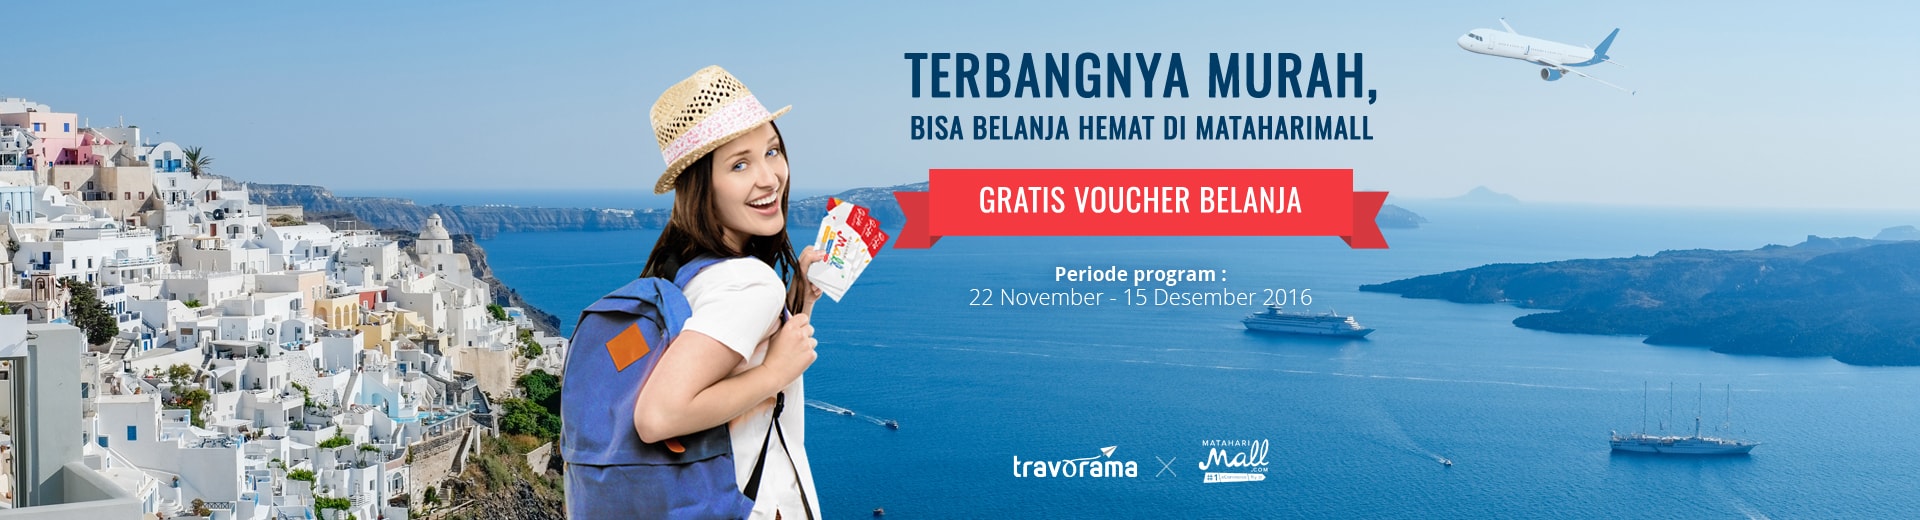 TERBANGNYA MURAH,
BISA BELANJA HEMAT DI MATAHARIMALL
GRATIS VOUCHER BELANJA
Periode program :
22 November - 15 Desember 2016
travorama
MATAHARI
Mall
.COM
#1